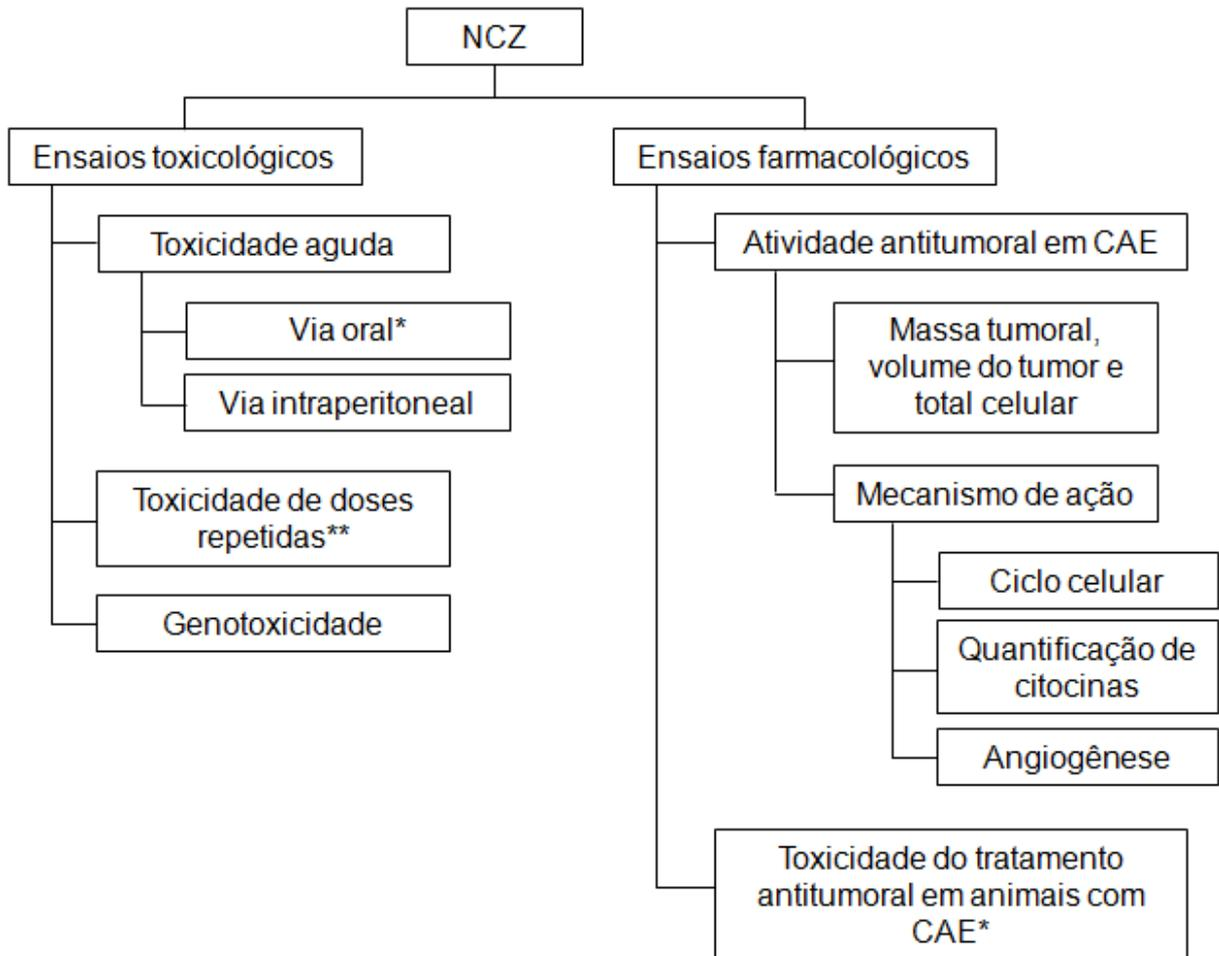 NCZ
Ensaios toxicológicos
Toxicidade aguda
Via oral*
Via intraperitoneal
Toxicidade de doses
repetidas**
Genotoxicidade
Ensaios farmacológicos
Atividade antitumoral em CAE
Massa tumoral,
volume do tumor e
total celular
Mecanismo de ação
Ciclo celular
Quantificação de
citocinas
Angiogênese
Toxicidade do tratamento
antitumoral em animais com
CAE*